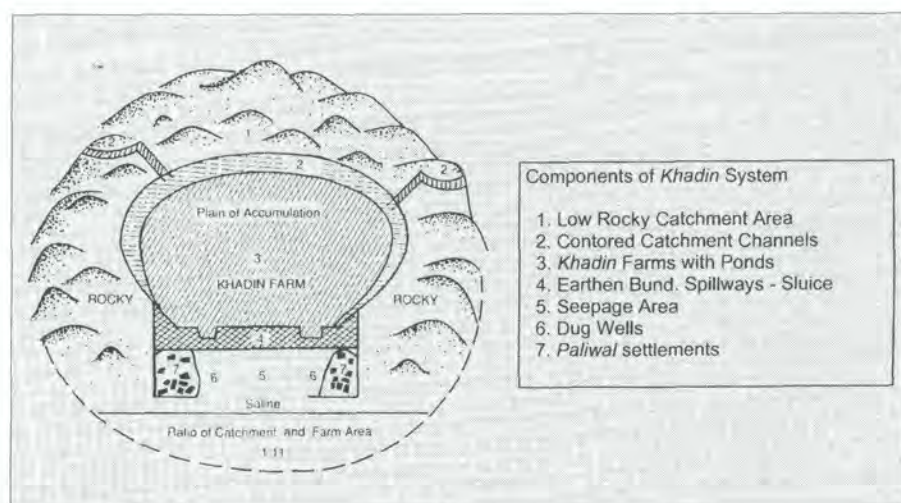 2
1
2
2
2
Plain of Accumulation
3
ROCKY
KHADIN FARM
ROCKY
4
7
6
5
6
7
Saline
Ratio of Catchment and Farm Area
1:11
Components of Khadin System
1. Low Rocky Catchment Area
2. Contored Catchment Channels
3. Khadin Farms with Ponds
4. Earthen Bund. Spillways - Sluice
5. Seepage Area
6. Dug Wells
7. Paliwal settlements